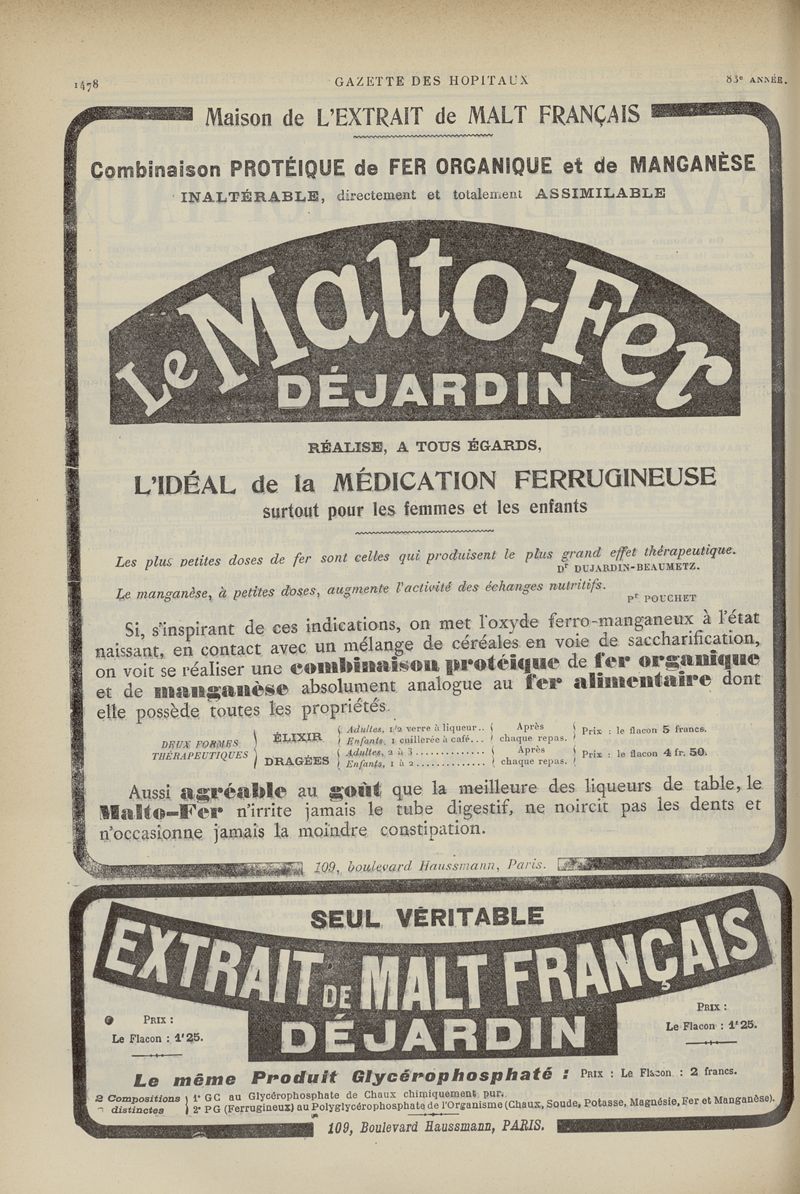 1478
GAZETTE DES HOPITAUX
83e ANNÉE.
Maison de L'EXTRAIT de MALT FRANÇAIS
Combinaison PROTÉIQUE de FER ORGANIQUE et de MANGANÈSE
INALTÉRABLE, directement et totalement ASSIMILABLE
Le Malto-Fer
DÉJARDIN
RÉALISE, A TOUS ÉGARDS,
L'IDÉAL de la MÉDICATION FERRUGINEUSE
surtout pour les femmes et les enfants
Les plus petites doses de fer sont celles qui produisent le plus grand effet thérapeutique.
Dr DUJARDIN-BEAUMETZ.
Le manganèse, à petites doses, augmente l'activité des échanges nutritifs.
Pr POUCHET
Si, s'inspirant de ces indications, on met l'oxyde ferro-manganeux à l'état
naissant, en contact avec un mélange de céréales en voie de saccharification,
on voit se réaliser une combinaison protéique de fer organique
et de manganèse absolument analogue au fer alimentaire dont
elle possède toutes les propriétés.
DEUX FORMES THÉRAPEUTIQUES
ÉLIXIR { Adultes, 1/2 verre à liqueur.. { Après } Prix : le flacon 5 francs.
{ Enfants, 1 cuillerée à café... { chaque repas. }
DRAGÉES { Adultes, 2 à 3 .............. { Après } Prix : le flacon 4 fr. 50.
{ Enfants, 1 à 2 .............. { chaque repas. }
Aussi agréable au goût que la meilleure des liqueurs de table, le
Malto-Fer n'irrite jamais le tube digestif, ne noircit pas les dents et
n'occasionne jamais la moindre constipation.
109, boulevard Haussmann, Paris.
SEUL VÉRITABLE
EXTRAIT DE MALT FRANÇAIS
DÉJARDIN
PRIX :
Le Flacon : 1f25.
PRIX :
Le Flacon : 1f25.
Le même Produit Glycérophosphaté : PRIX : Le Flacon : 2 francs.
2 Compositions } 1° GC au Glycérophosphate de Chaux chimiquement pur.
distinctes } 2° PG (Ferrugineux) au Polyglycérophosphate de l'Organisme (Chaux, Soude, Potasse, Magnésie, Fer et Manganèse).
109, Boulevard Haussmann, PARIS.